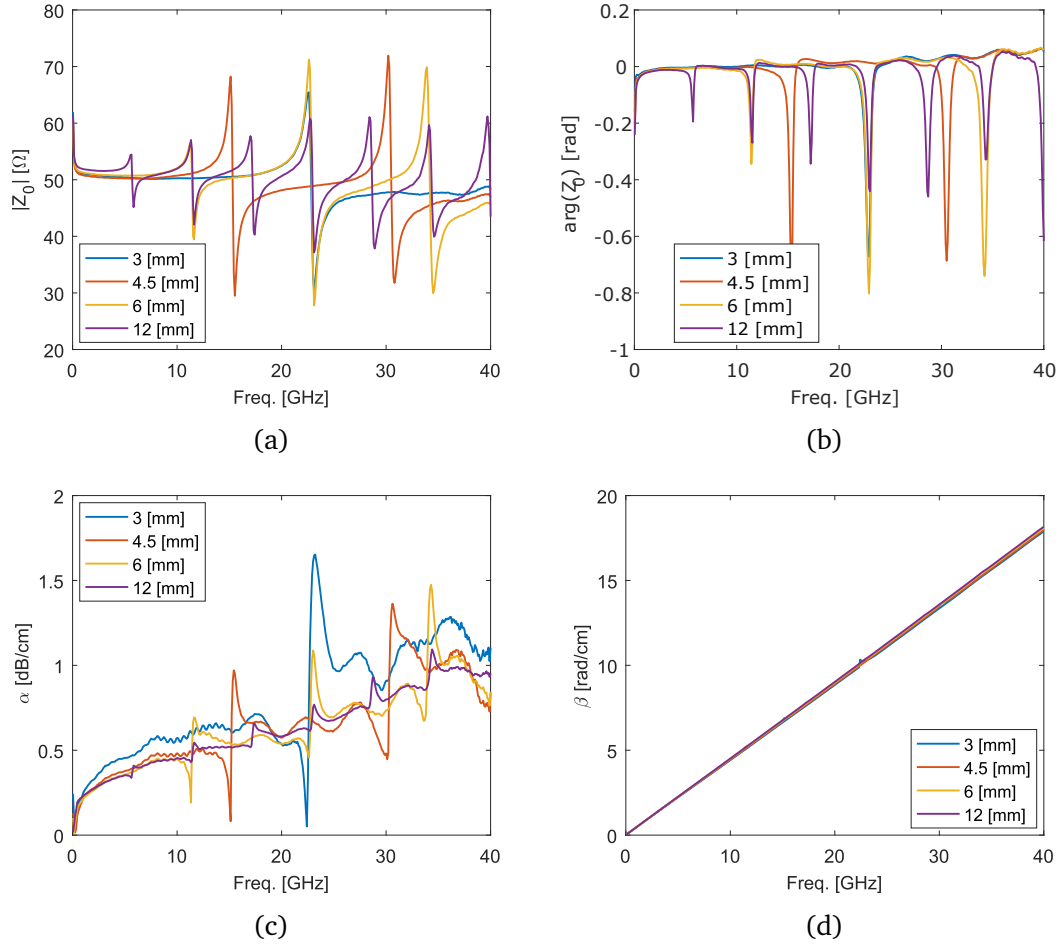 80
70
60
50
40
30
20
|Z0| [Ω]
3 [mm]
4.5 [mm]
6 [mm]
12 [mm]
0 10 20 30 40
Freq. [GHz]
(a)
0.2
0
-0.2
-0.4
-0.6
-0.8
-1
arg(Z0) [rad]
3 [mm]
4.5 [mm]
6 [mm]
12 [mm]
0 10 20 30 40
Freq. [GHz]
(b)
2
1.5
1
0.5
0
α [dB/cm]
3 [mm]
4.5 [mm]
6 [mm]
12 [mm]
0 10 20 30 40
Freq. [GHz]
(c)
20
15
10
5
0
β [rad/cm]
3 [mm]
4.5 [mm]
6 [mm]
12 [mm]
0 10 20 30 40
Freq. [GHz]
(d)